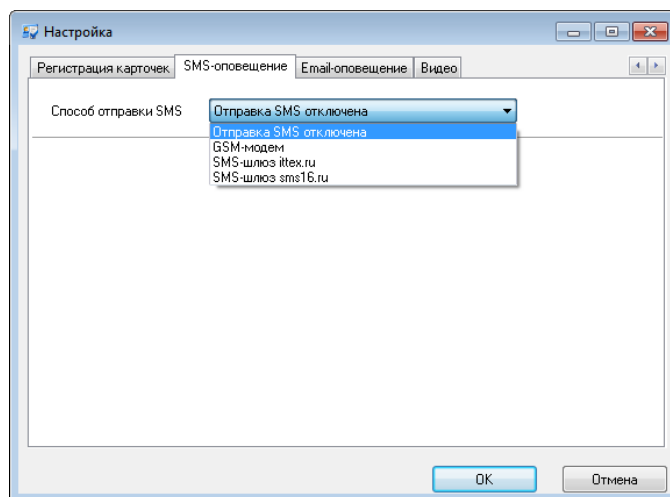 Настройка
Регистрация карточек SMS-оповещение Email-оповещение Видео
Способ отправки SMS Отправка SMS отключена
Отправка SMS отключена
GSM-модем
SMS-шлюз ittex.ru
SMS-шлюз sms16.ru
OK Отмена